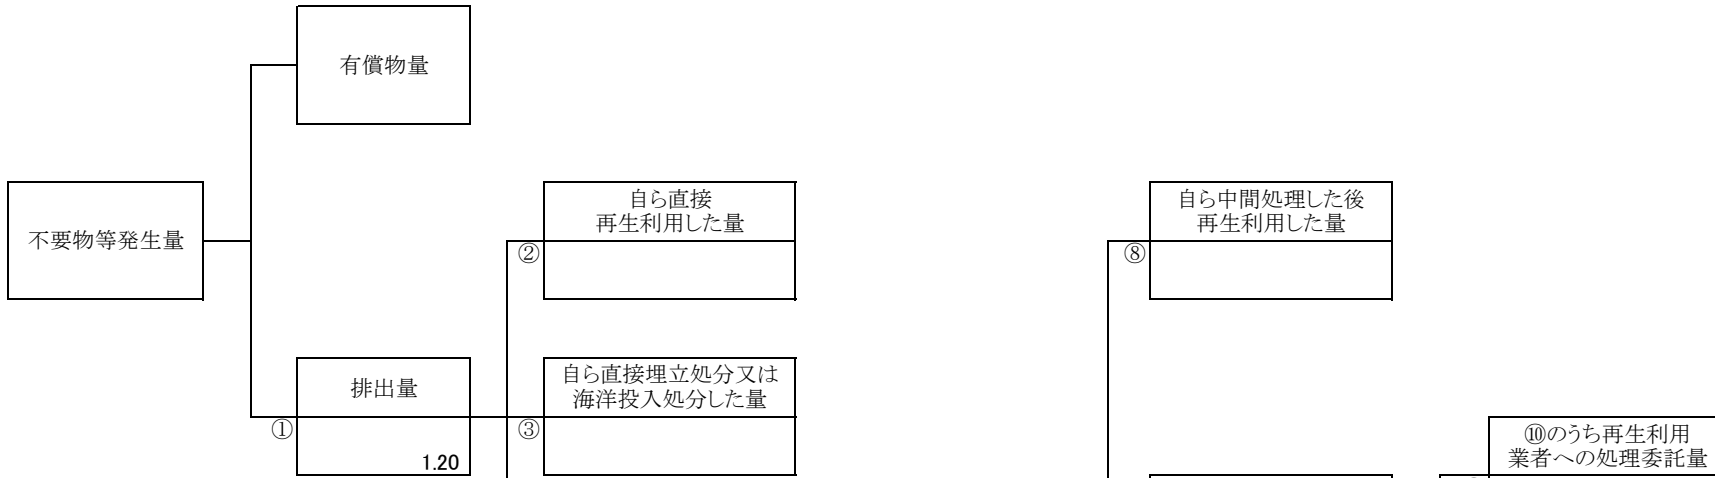 有償物量
不要物等発生量
自ら直接
再生利用した量
②
自ら中間処理した後
再生利用した量
⑧
排出量
①
1.20
自ら直接埋立処分又は
海洋投入処分した量
③
⑩のうち再生利用
業者への処理委託量